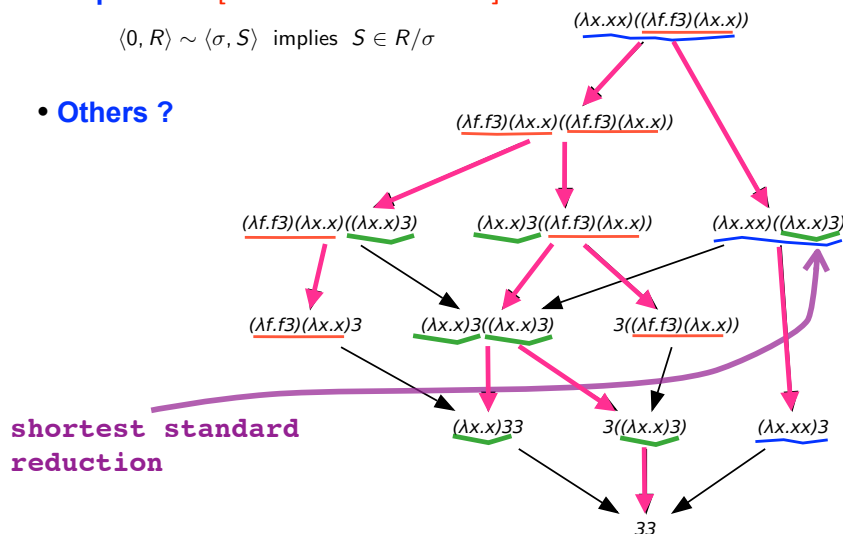 (λx.xx)((λf.f3)(λx.x))
⟨0, R⟩ ∼ ⟨σ, S⟩ implies S ∈ R/σ
• Others ?
(λf.f3)(λx.x)((λf.f3)(λx.x))
(λf.f3)(λx.x)((λx.x)3) (λx.x)3((λf.f3)(λx.x)) (λx.xx)((λx.x)3)
(λf.f3)(λx.x)3 (λx.x)3((λx.x)3) 3((λf.f3)(λx.x))
shortest standard
(λx.x)33 3((λx.x)3) (λx.xx)3
reduction
33